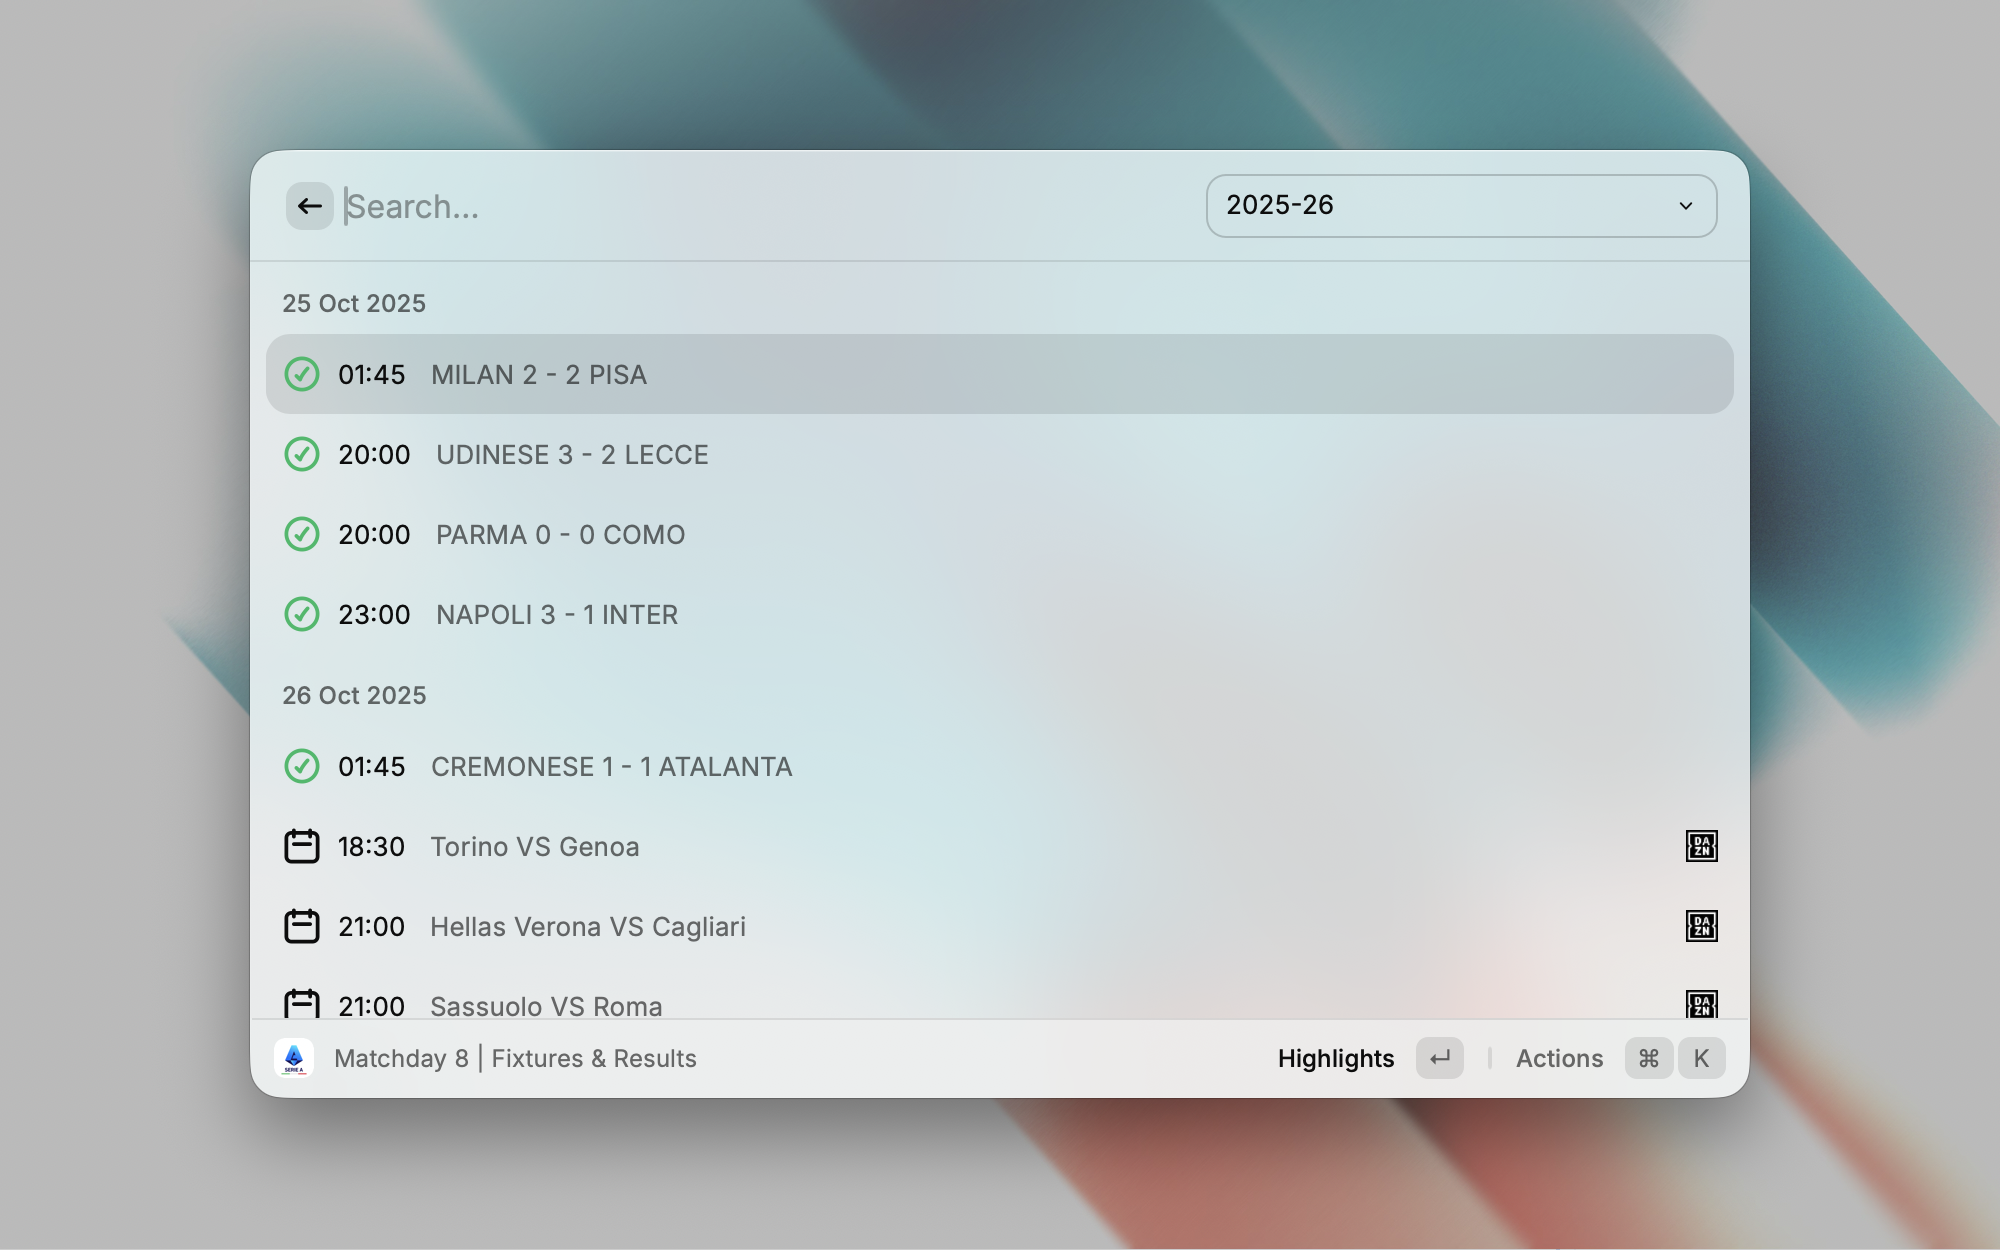 Search...
2025-26
25 Oct 2025
01:45 MILAN 2 - 2 PISA
20:00 UDINESE 3 - 2 LECCE
20:00 PARMA 0 - 0 COMO
23:00 NAPOLI 3 - 1 INTER
26 Oct 2025
01:45 CREMONESE 1 - 1 ATALANTA
18:30 Torino VS Genoa DAZN
21:00 Hellas Verona VS Cagliari DAZN
21:00 Sassuolo VS Roma DAZN
SERIE A Matchday 8 | Fixtures & Results Highlights ↵ Actions ⌘ K